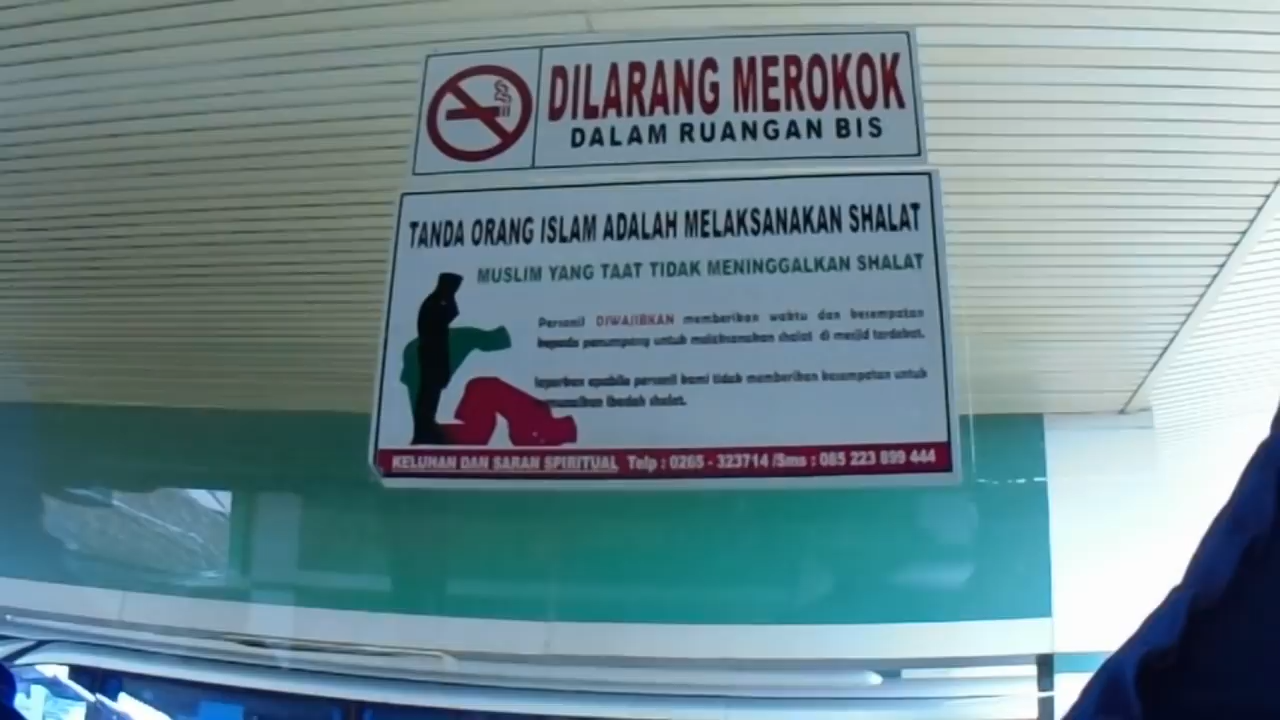 DILARANG MEROKOK
DALAM RUANGAN BIS
TANDA ORANG ISLAM ADALAH MELAKSANAKAN SHALAT
MUSLIM YANG TAAT TIDAK MENINGGALKAN SHALAT
Personil DIWAJIBKAN memberikan waktu dan kesempatan
kepada penumpang untuk melaksanakan shalat di mesjid terdekat.
laporkan apabila personil kami tidak memberikan kesempatan untuk
ibadah shalat.
KELUHAN DAN SARAN SPIRITUAL Telp : 0265 - 323714 /Sms : 085 223 899 444